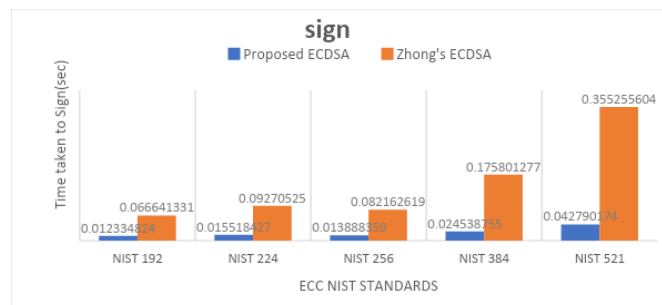 sign
Proposed ECDSA Zhong's ECDSA
Time taken to Sign(sec)
0.355255604
0.175801277
0.066641331 0.09270525 0.082162619
0.012334824 0.015518427 0.013888359 0.024538755 0.042790174
NIST 192 NIST 224 NIST 256 NIST 384 NIST 521
ECC NIST STANDARDS